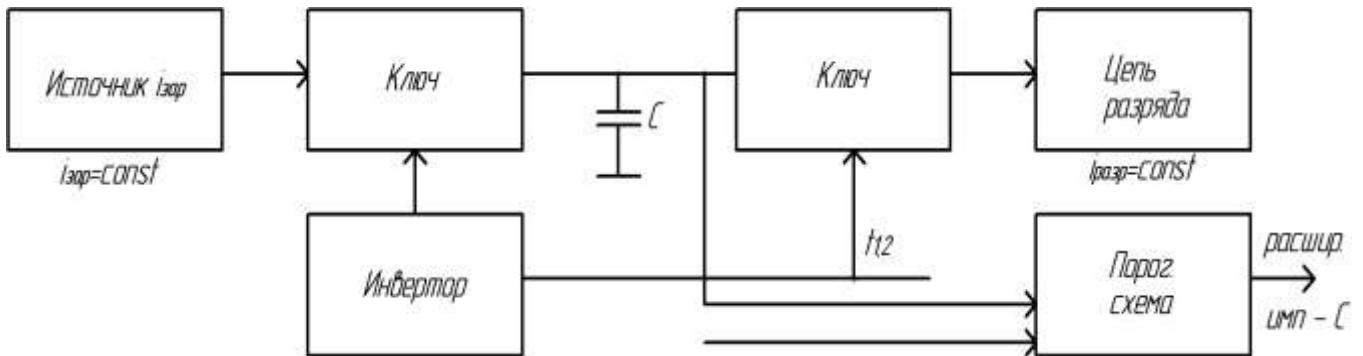 Источник iзар
iзар=const
Ключ
C
Ключ
Цепь
разряда
iразр=const
Инвертор
t1,2
Порог.
схема
расшир.
имп – C